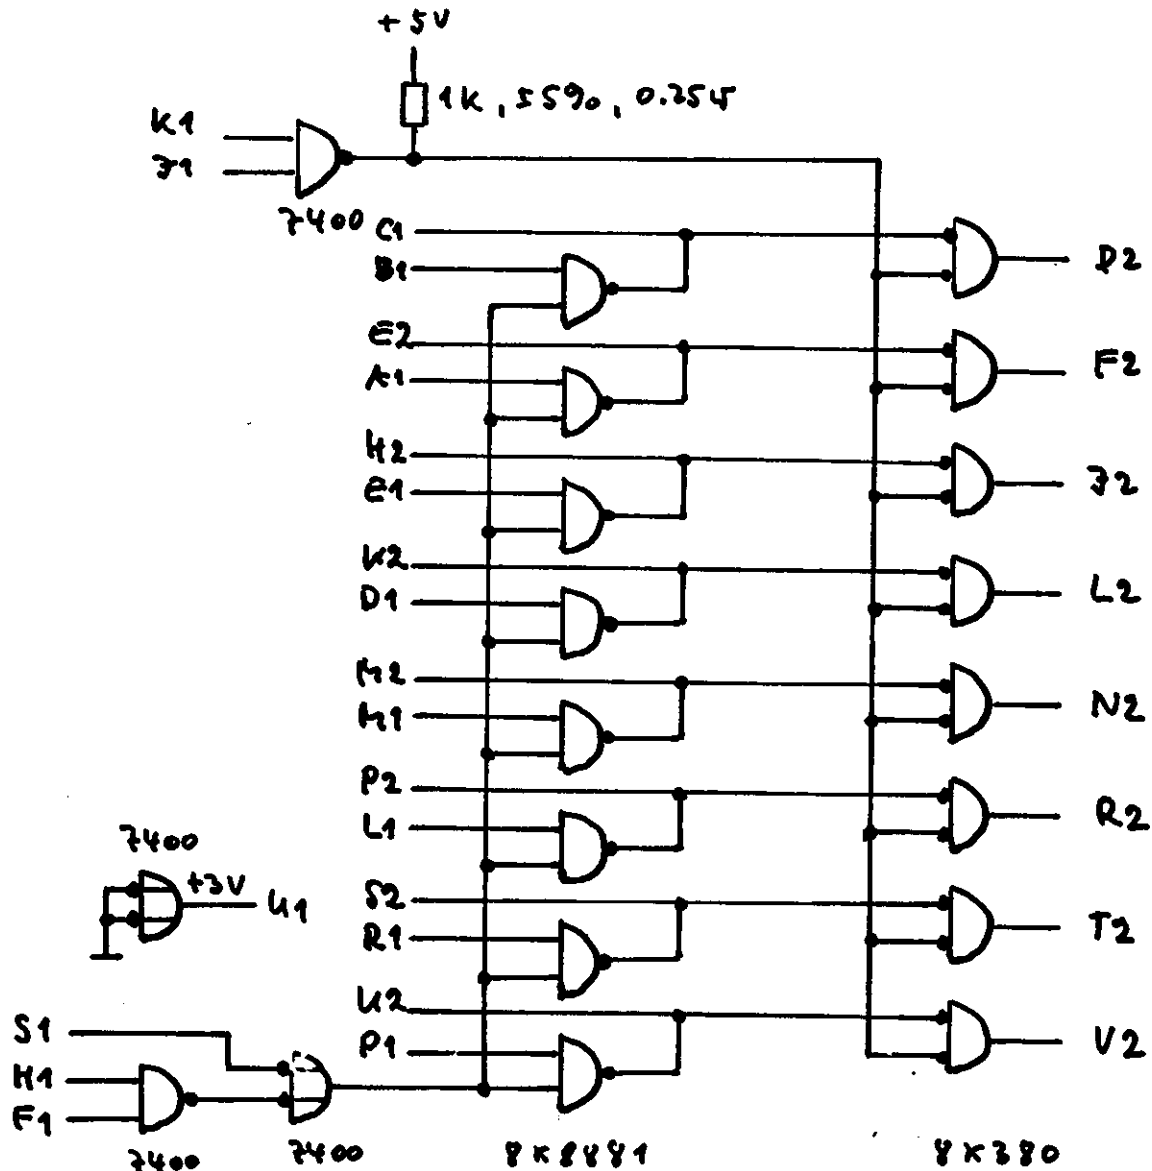 +5V
1K, ±5%, 0.25W
K1
J1
7400
C1
B1
D2
E2
A1
F2
H2
E1
J2
K2
D1
L2
M2
M1
N2
P2
L1
R2
7400
+3V
U1
S2
R1
T2
U2
P1
V2
S1
H1
F1
7400
7400
8x8881
8x380